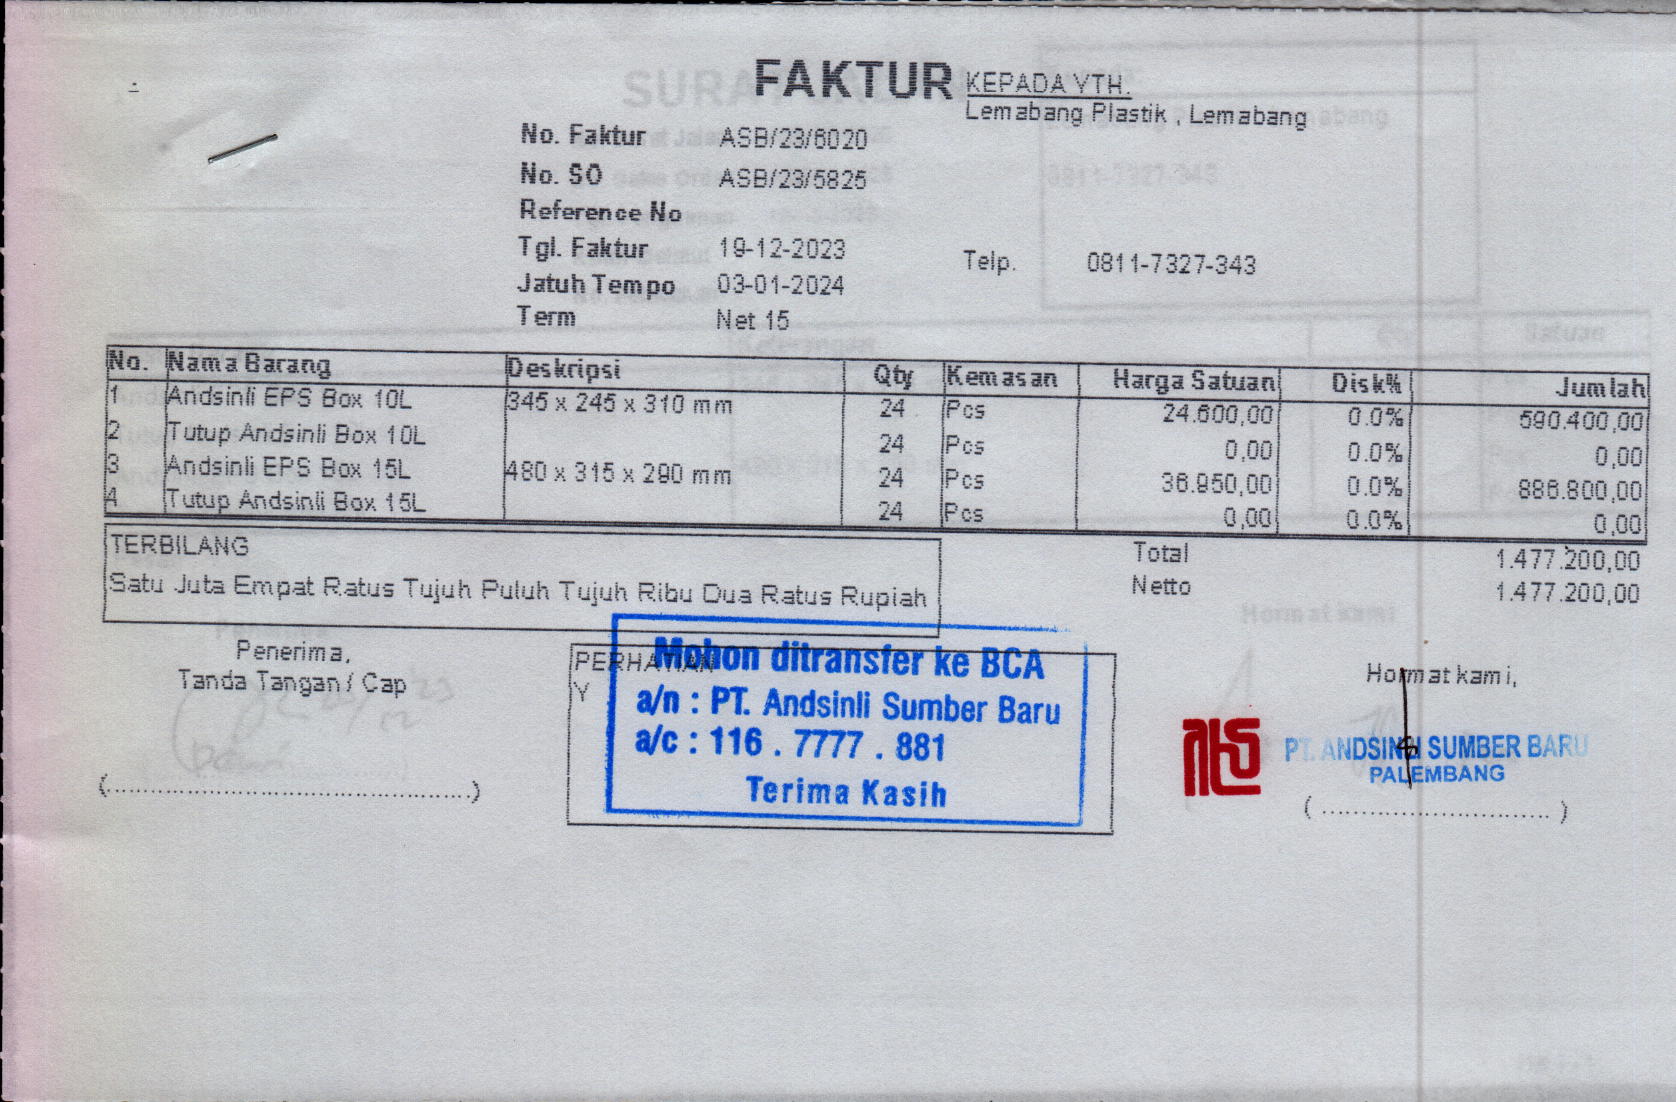 FAKTUR
KEPADA YTH.
Lemabang Plastik , Lemabang
No. Faktur ASB/23/6020
No. SO ASB/23/5825
Reference No
Tgl. Faktur 19-12-2023
Telp. 0811-7327-343
Jatuh Tempo 03-01-2024
Term Net 15
No. Nama Barang Deskripsi Qty Kemasan Harga Satuan Disk% Jumlah
1 Andsinli EPS Box 10L 345 x 245 x 310 mm 24 Pcs 24.600,00 0.0% 590.400,00
2 Tutup Andsinli Box 10L 24 Pcs 0,00 0.0% 0,00
3 Andsinli EPS Box 15L 480 x 315 x 290 mm 24 Pcs 36.950,00 0.0% 886.800,00
4 Tutup Andsinli Box 15L 24 Pcs 0,00 0.0% 0,00
TERBILANG
Satu Juta Empat Ratus Tujuh Puluh Tujuh Ribu Dua Ratus Rupiah
Total 1.477.200,00
Netto 1.477.200,00
Penerima,
Tanda Tangan / Cap
(................................................)
PERHATIAN
Y
Mohon ditransfer ke BCA
a/n : PT. Andsinli Sumber Baru
a/c : 116 . 7777 . 881
Terima Kasih
Hormat kami,
PT. ANDSINLI SUMBER BARU
PALEMBANG
( .............................. )